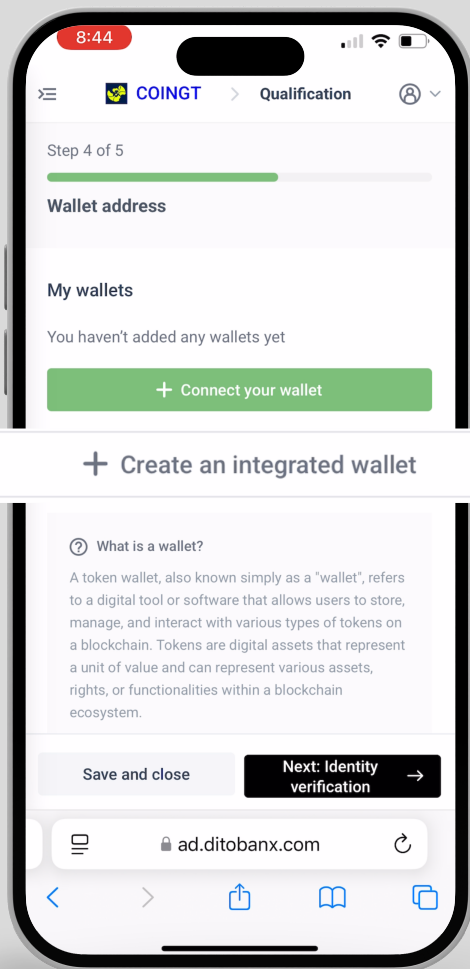 8:44
COINGT
Qualification
Step 4 of 5
Wallet address
My wallets
You haven't added any wallets yet
+ Connect your wallet
+ Create an integrated wallet
? What is a wallet?
A token wallet, also known simply as a "wallet", refers
to a digital tool or software that allows users to store,
manage, and interact with various types of tokens on
a blockchain. Tokens are digital assets that represent
a unit of value and can represent various assets,
rights, or functionalities within a blockchain
ecosystem.
Save and close
Next: Identity
verification
ad.ditobanx.com